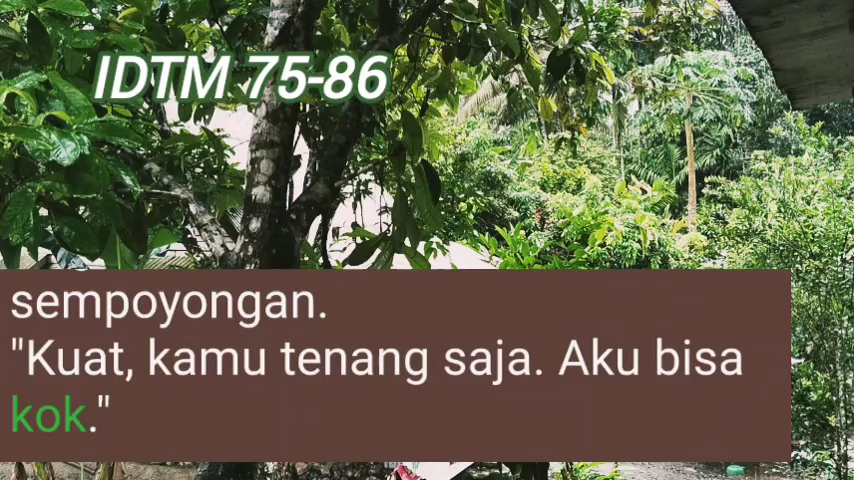 IDTM 75-86
sempoyongan.
"Kuat, kamu tenang saja. Aku bisa
kok."